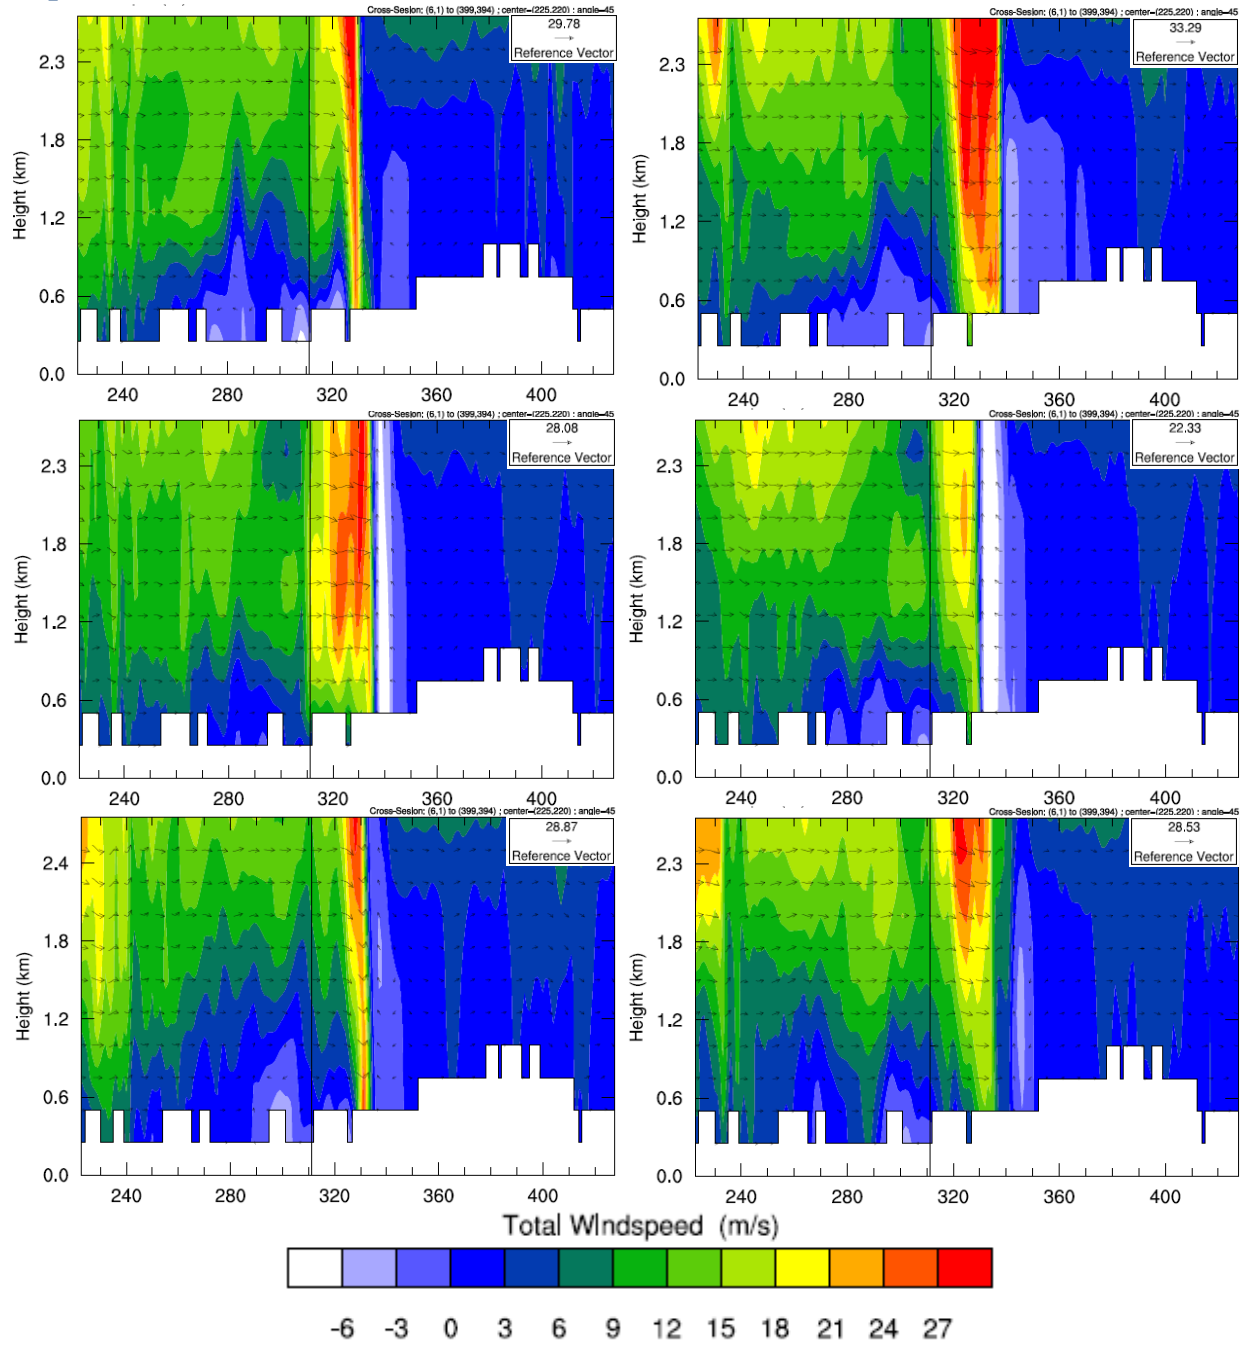 Cross-Sesion: (6,1) to (399,394) ; center=(225,220) ; angle=45
29.78
Reference Vector
Height (km)
2.3
1.8
1.2
0.6
0.0
240 280 320 360 400
Cross-Sesion: (6,1) to (399,394) ; center=(225,220) ; angle=45
33.29
Reference Vector
Height (km)
2.3
1.8
1.2
0.6
0.0
240 280 320 360 400
Cross-Sesion: (6,1) to (399,394) ; center=(225,220) ; angle=45
28.08
Reference Vector
Height (km)
2.3
1.8
1.2
0.6
0.0
240 280 320 360 400
Cross-Sesion: (6,1) to (399,394) ; center=(225,220) ; angle=45
22.33
Reference Vector
Height (km)
2.3
1.8
1.2
0.6
0.0
240 280 320 360 400
Cross-Sesion: (6,1) to (399,394) ; center=(225,220) ; angle=45
28.87
Reference Vector
Height (km)
2.4
1.8
1.2
0.6
0.0
240 280 320 360 400
Cross-Sesion: (6,1) to (399,394) ; center=(225,220) ; angle=45
28.53
Reference Vector
Height (km)
2.3
1.8
1.2
0.6
0.0
240 280 320 360 400
Total Windspeed (m/s)
-6 -3 0 3 6 9 12 15 18 21 24 27